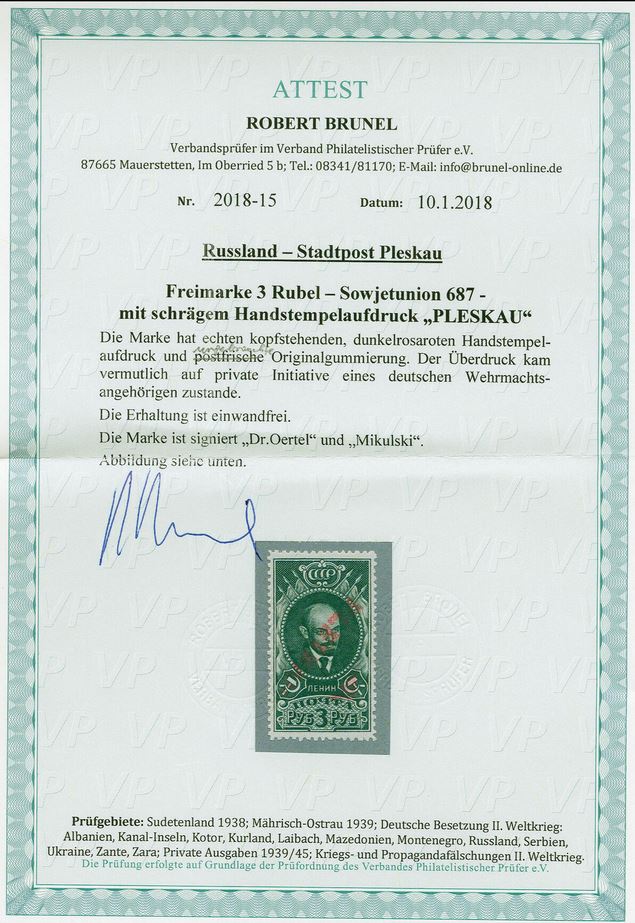 ATTEST
ROBERT BRUNEL
Verbandsprüfer im Verband Philatelistischer Prüfer e.V.
87665 Mauerstetten, Im Oberried 5 b; Tel.: 08341/81170; E-Mail: info@brunel-online.de
Nr. 2018-15 Datum: 10.1.2018
Russland – Stadtpost Pleskau
Freimarke 3 Rubel – Sowjetunion 687 -
mit schrägem Handstempelaufdruck „PLESKAU“
Die Marke hat echten kopfstehenden, dunkelrosaroten Handstempel-
aufdruck und postfrische Originalgummierung. Der Überdruck kam
vermutlich auf private Initiative eines deutschen Wehrmachts-
angehörigen zustande.
Die Erhaltung ist einwandfrei.
Die Marke ist signiert „Dr.Oertel“ und „Mikulski“.
Abbildung siehe unten.
СССР
ЛЕНИН
ПОЧТА
РУБ 3 РУБ
Prüfgebiete: Sudetenland 1938; Mährisch-Ostrau 1939; Deutsche Besetzung II. Weltkrieg:
Albanien, Kanal-Inseln, Kotor, Kurland, Laibach, Mazedonien, Montenegro, Russland, Serbien,
Ukraine, Zante, Zara; Private Ausgaben 1939/45; Kriegs- und Propagandafälschungen II. Weltkrieg.
Die Prüfung erfolgte auf Grundlage der Prüfordnung des Verbandes Philatelistischer Prüfer e.V.